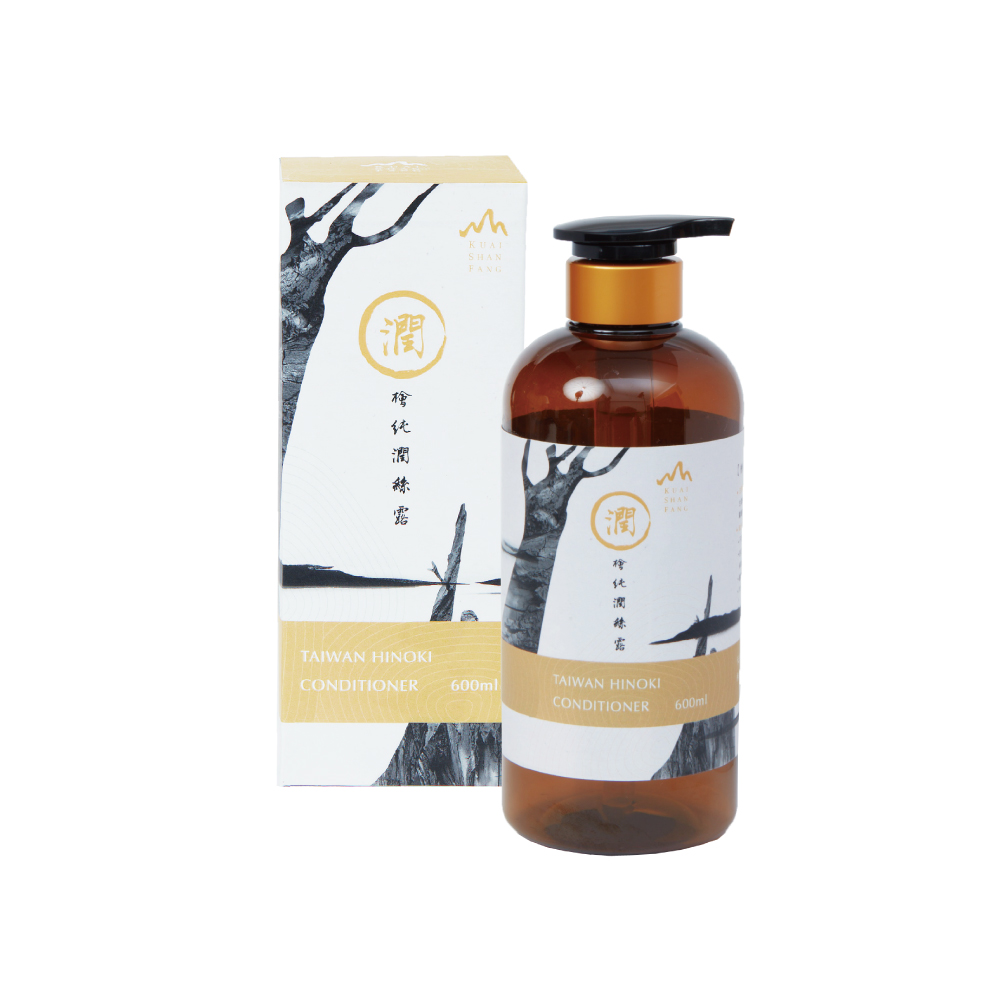 KUAI
SHAN
FANG
潤
檜純潤絲露
TAIWAN HINOKI
CONDITIONER 600ml
KUAI
SHAN
FANG
潤
檜純潤絲露
TAIWAN HINOKI
CONDITIONER 600ml